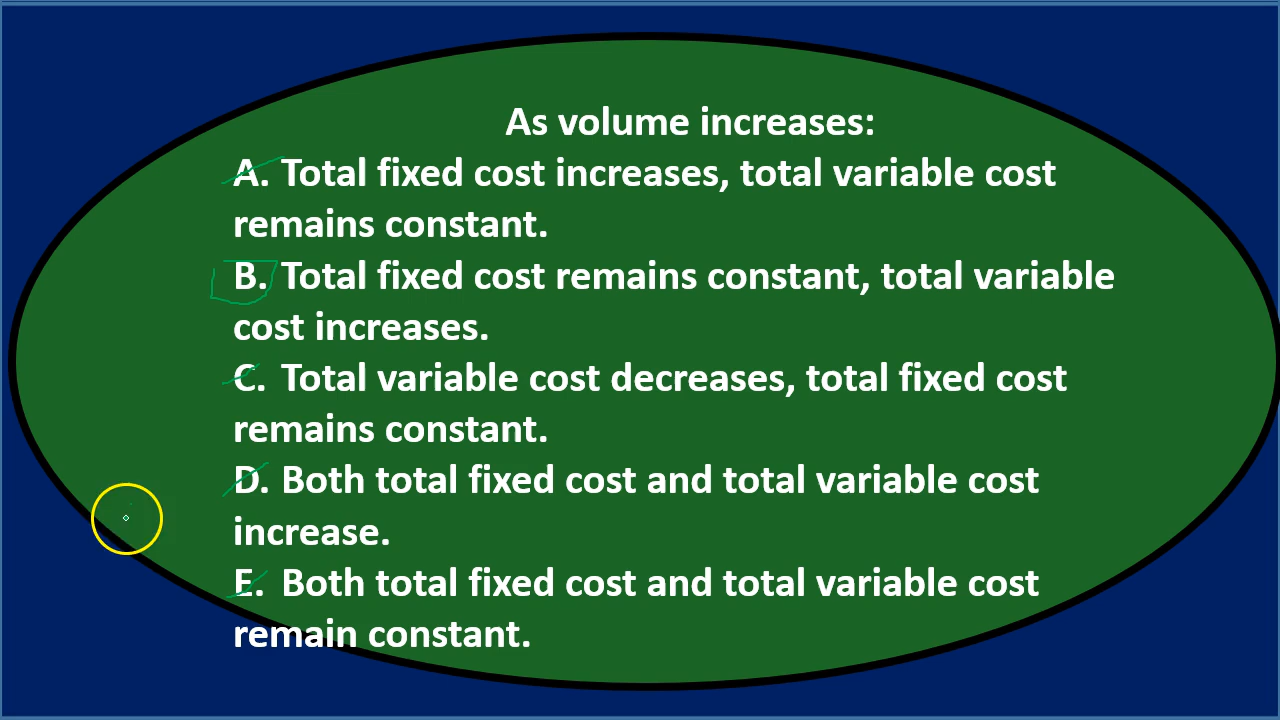 As volume increases:
A. Total fixed cost increases, total variable cost
remains constant.
B. Total fixed cost remains constant, total variable
cost increases.
C. Total variable cost decreases, total fixed cost
remains constant.
D. Both total fixed cost and total variable cost
increase.
E. Both total fixed cost and total variable cost
remain constant.